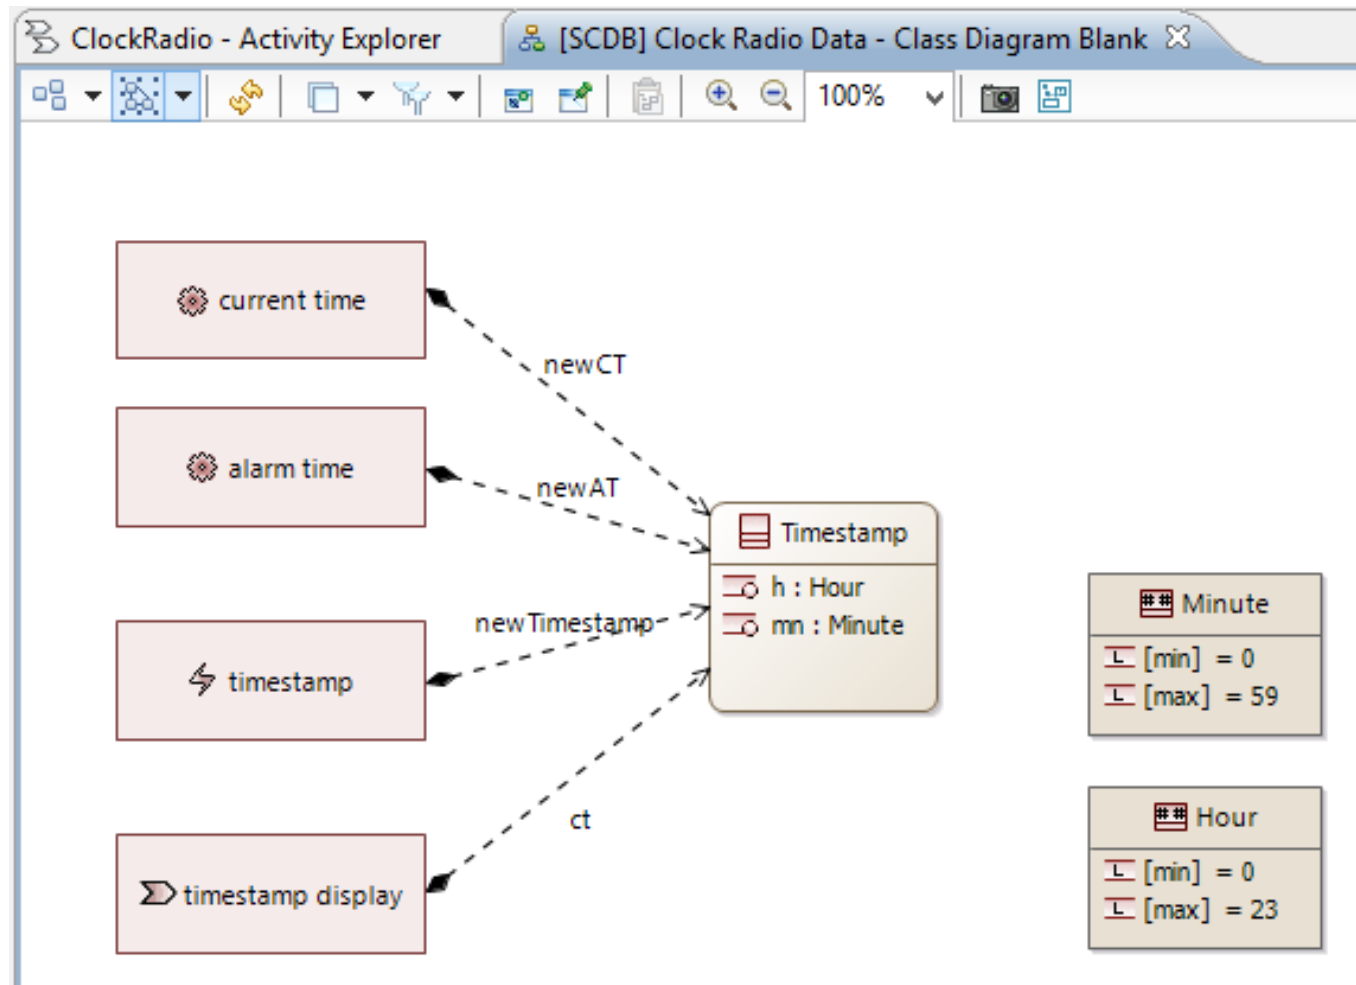 ClockRadio - Activity Explorer
[SCDB] Clock Radio Data - Class Diagram Blank
100%
current time
newCT
alarm time
newAT
Timestamp
h : Hour
mn : Minute
newTimestamp
timestamp
ct
timestamp display
## Minute
L [min] = 0
L [max] = 59
## Hour
L [min] = 0
L [max] = 23